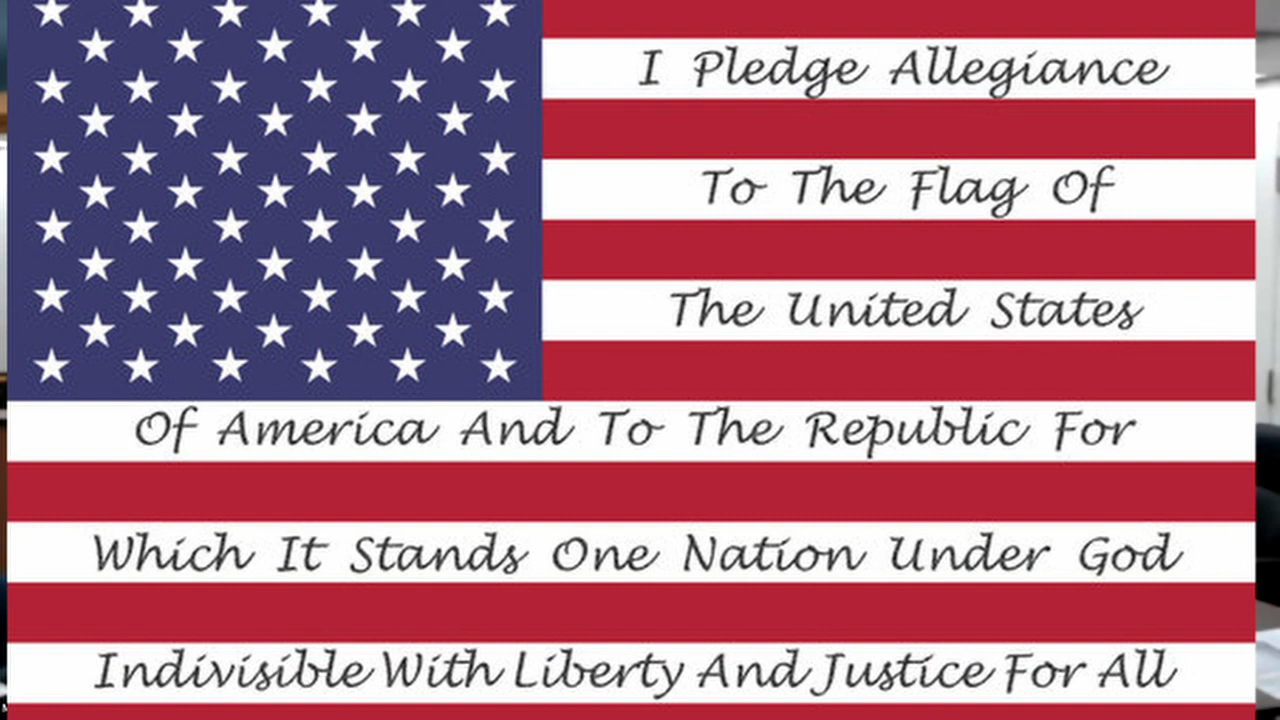 I Pledge Allegiance
To The Flag Of
The United States
Of America And To The Republic For
Which It Stands One Nation Under God
Indivisible With Liberty And Justice For All